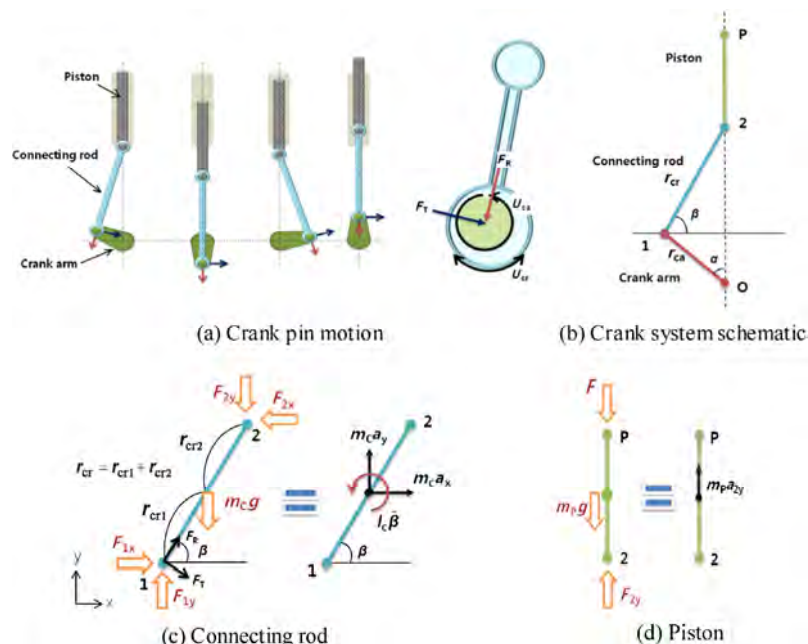 Piston
Connecting rod
Crank arm
F_R
F_T
U_ca
U_cr
P
Piston
2
Connecting rod
r_cr
β
1
r_ca
α
Crank arm
O
(a) Crank pin motion
(b) Crank system schematic
F_2y
F_2x
2
r_cr2
r_cr = r_cr1 + r_cr2
r_cr1
m_C g
F_R
F_1x
β
1
F_T
F_1y
y
x
2
m_C a_y
m_C a_x
I_C β̈
β
1
(c) Connecting rod
F
P
m_P g
2
F_2y
P
m_P a_2y
2
(d) Piston